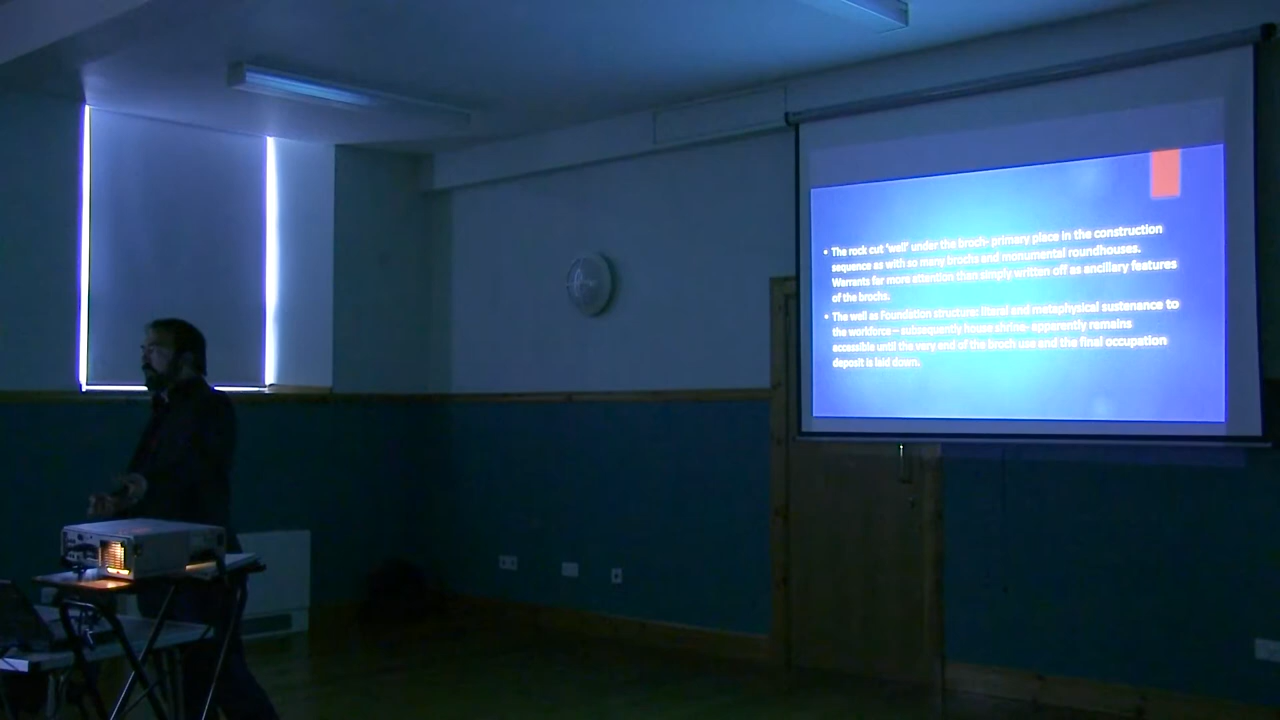 • The rock cut 'well' under the broch- primary place in the construction
sequence as with so many brochs and monumental roundhouses.
Warrants far more attention than simply written off as ancillary features
of the brochs.
• The well as Foundation structure: literal and metaphysical sustenance to
the workforce – subsequently house shrine- apparently remains
accessible until the very end of the broch use and the final occupation
deposit is laid down.